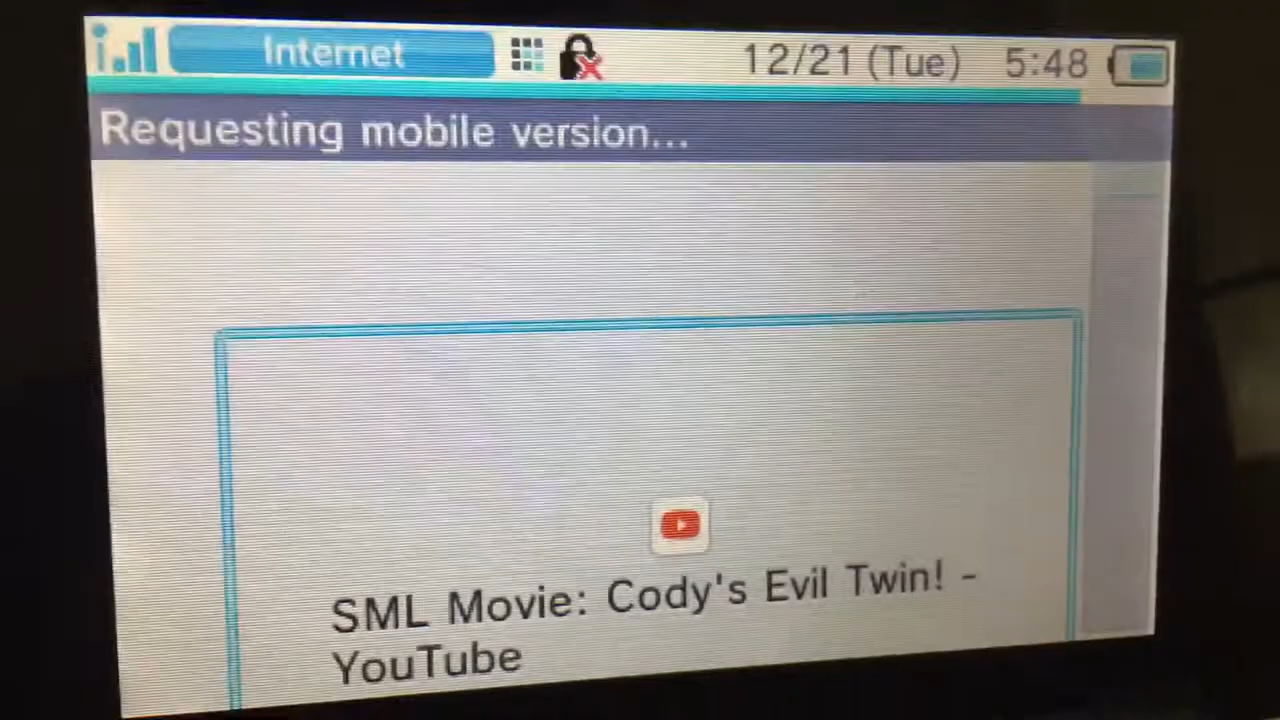 Internet 12/21 (Tue) 5:48
Requesting mobile version...
SML Movie: Cody's Evil Twin! -
YouTube